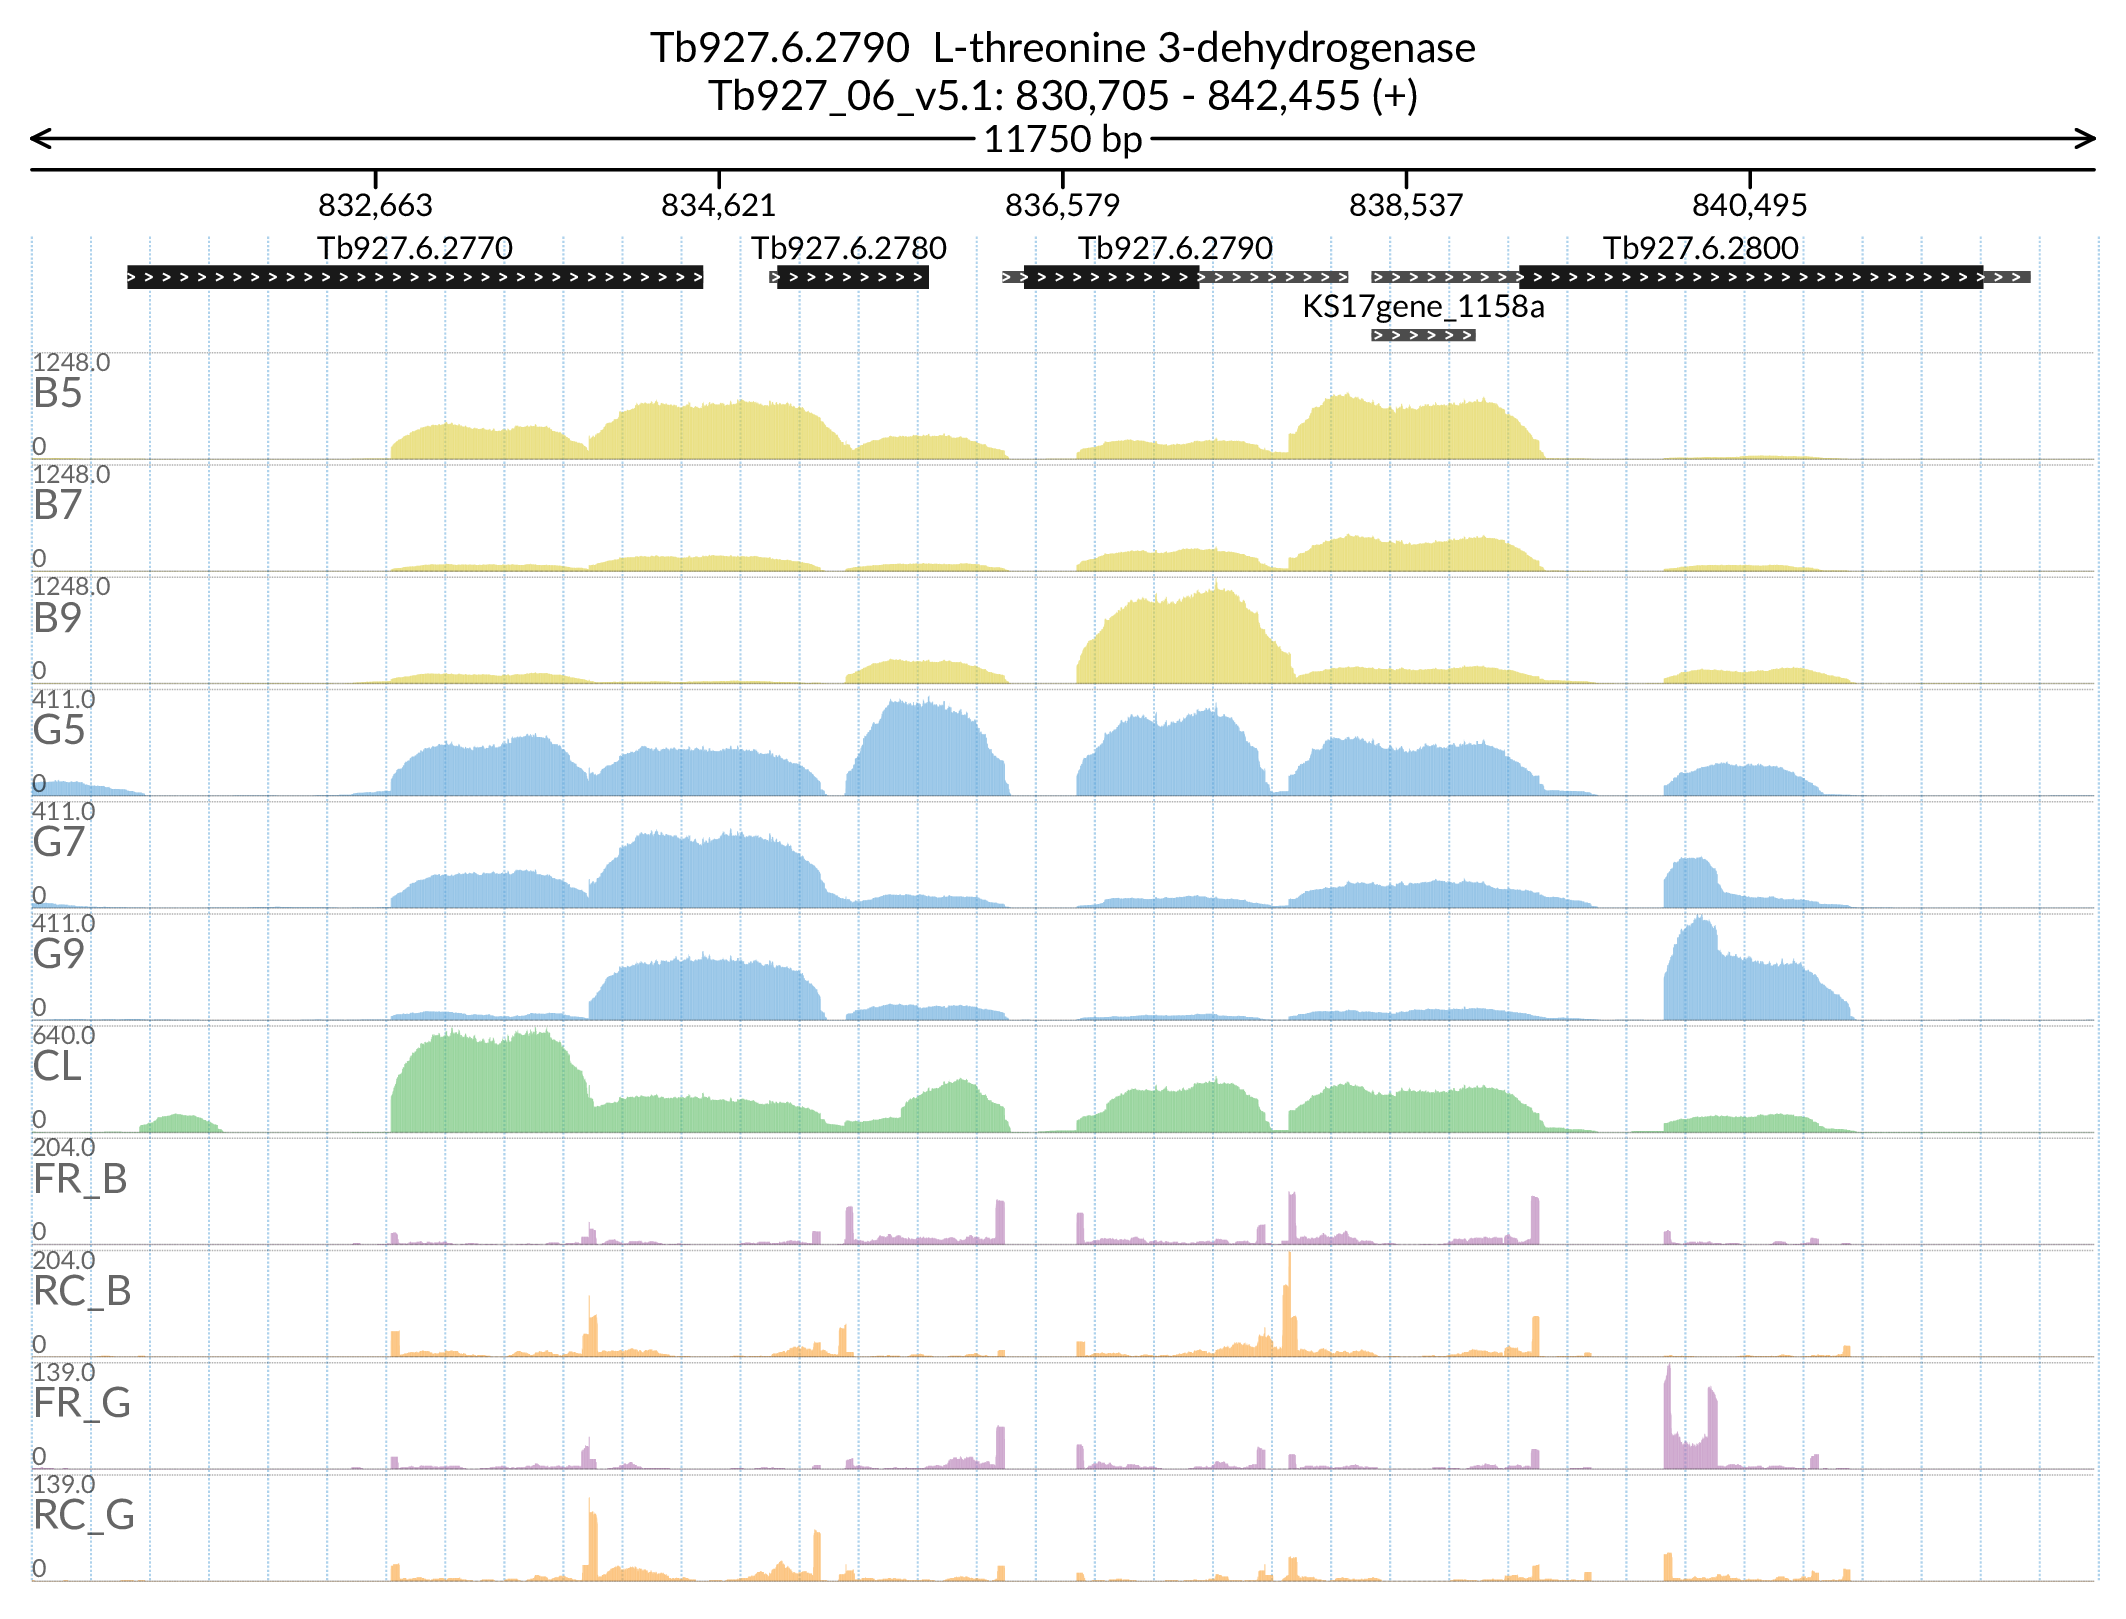 Tb927.6.2790  L-threonine 3-dehydrogenase
Tb927_06_v5.1: 830,705 - 842,455 (+)
11750 bp
832,663 834,621 836,579 838,537 840,495
Tb927.6.2770 Tb927.6.2780 Tb927.6.2790 Tb927.6.2800
KS17gene_1158a
1248.0
B5
0
1248.0
B7
0
1248.0
B9
0
411.0
G5
0
411.0
G7
0
411.0
G9
0
640.0
CL
0
204.0
FR_B
0
204.0
RC_B
0
139.0
FR_G
0
139.0
RC_G
0